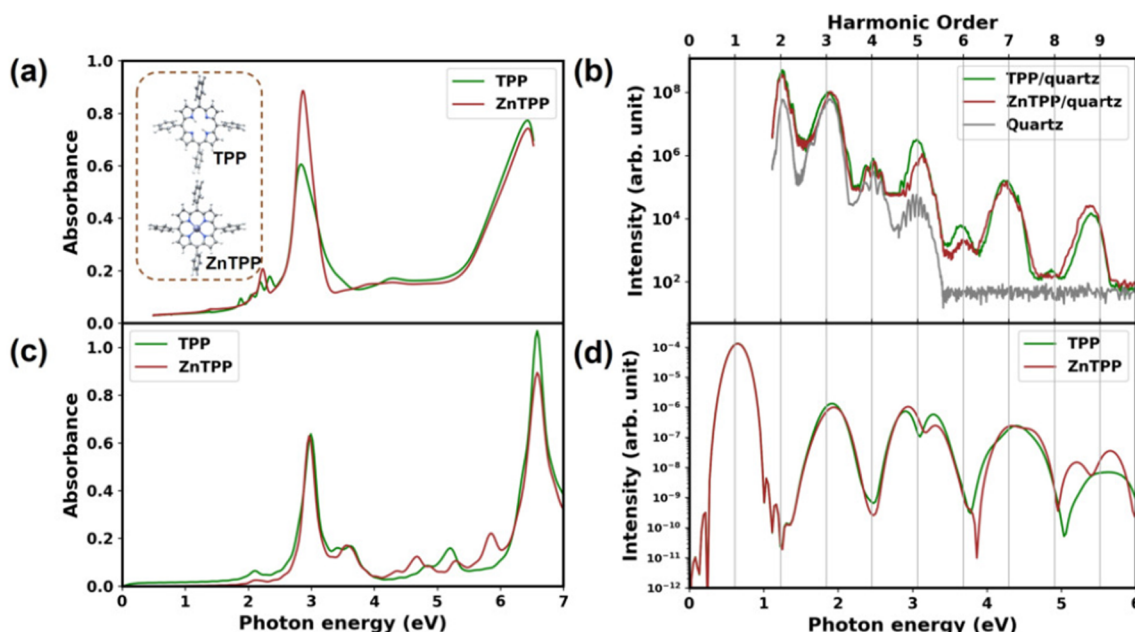 Harmonic Order
0 1 2 3 4 5 6 7 8 9
(a)
1.0
0.8
0.6
0.4
0.2
0.0
Absorbance
TPP
ZnTPP
TPP
ZnTPP
(b)
10⁸
10⁶
10⁴
10²
Intensity (arb. unit)
TPP/quartz
ZnTPP/quartz
Quartz
(c)
1.0
0.8
0.6
0.4
0.2
0.0
Absorbance
TPP
ZnTPP
0 1 2 3 4 5 6 7
Photon energy (eV)
(d)
10⁻⁴
10⁻⁵
10⁻⁶
10⁻⁷
10⁻⁸
10⁻⁹
10⁻¹⁰
10⁻¹¹
10⁻¹²
Intensity (arb. unit)
TPP
ZnTPP
0 1 2 3 4 5 6
Photon energy (eV)